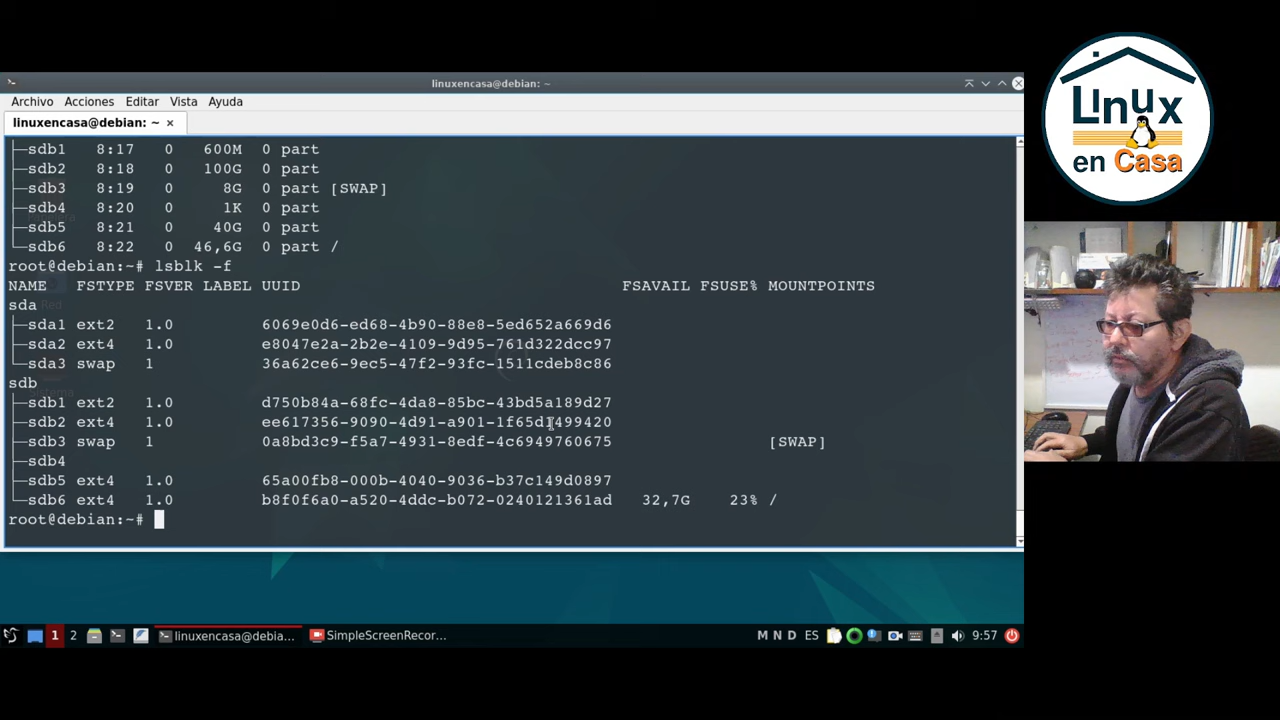 linuxencasa@debian: ~
Archivo Acciones Editar Vista Ayuda
linuxencasa@debian: ~ ×
├─sdb1 8:17 0 600M 0 part
├─sdb2 8:18 0 100G 0 part
├─sdb3 8:19 0 8G 0 part [SWAP]
├─sdb4 8:20 0 1K 0 part
├─sdb5 8:21 0 40G 0 part
└─sdb6 8:22 0 46,6G 0 part /
root@debian:~# lsblk -f
NAME FSTYPE FSVER LABEL UUID FSAVAIL FSUSE% MOUNTPOINTS
sda
├─sda1 ext2 1.0 6069e0d6-ed68-4b90-88e8-5ed652a669d6
├─sda2 ext4 1.0 e8047e2a-2b2e-4109-9d95-761d322dcc97
└─sda3 swap 1 36a62ce6-9ec5-47f2-93fc-1511cdeb8c86
sdb
├─sdb1 ext2 1.0 d750b84a-68fc-4da8-85bc-43bd5a189d27
├─sdb2 ext4 1.0 ee617356-9090-4d91-a901-1f65d1499420
├─sdb3 swap 1 0a8bd3c9-f5a7-4931-8edf-4c6949760675 [SWAP]
├─sdb4
├─sdb5 ext4 1.0 65a00fb8-000b-4040-9036-b37c149d0897
└─sdb6 ext4 1.0 b8f0f6a0-a520-4ddc-b072-0240121361ad 32,7G 23% /
root@debian:~#
1 2 linuxencasa@debia... SimpleScreenRecor... M N D ES 9:57
Linux
en Casa